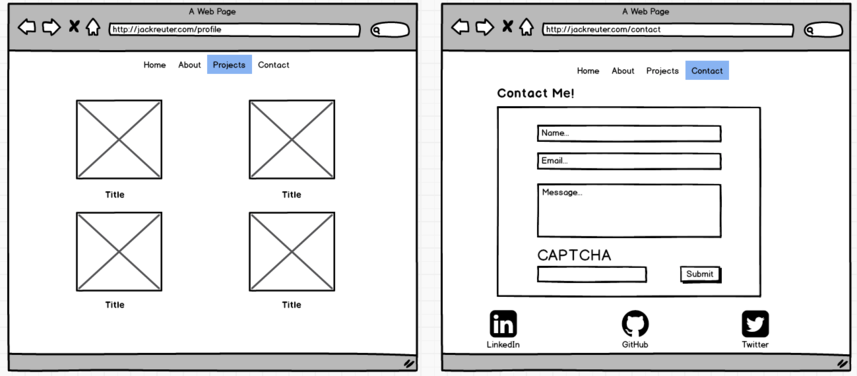 A Web Page
http://jackreuter.com/profile
Home About Projects Contact
Title Title
Title Title
A Web Page
http://jackreuter.com/contact
Home About Projects Contact
Contact Me!
Name...
Email...
Message...
CAPTCHA
Submit
LinkedIn GitHub Twitter